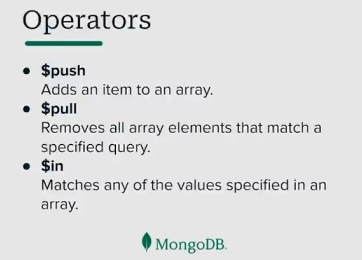 Operators
$push
Adds an item to an array.
$pull
Removes all array elements that match a
specified query.
$in
Matches any of the values specified in an
array.
MongoDB.